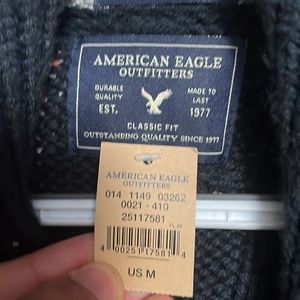 AMERICAN EAGLE
OUTFITTERS
DURABLE
QUALITY
MADE TO
LAST
EST.
1977
CLASSIC FIT
OUTSTANDING QUALITY SINCE 1977
AMERICAN EAGLE
OUTFITTERS
014 1149 03262
0021 - 410
25117581
4 00251 17581 4
US M